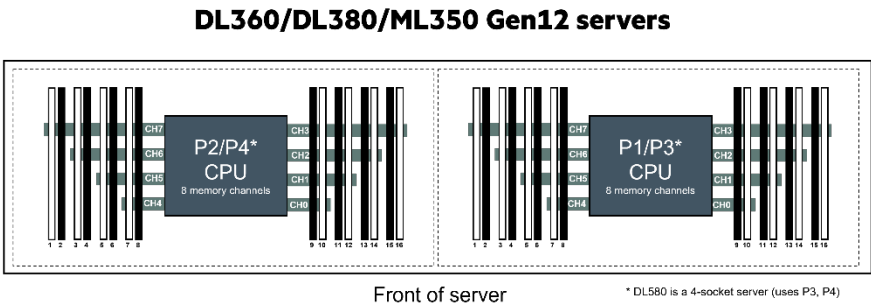 DL360/DL380/ML350 Gen12 servers
CH7 CH3
P2/P4*
CH6 CH2
CPU
CH5 CH1
8 memory channels
CH4 CH0
1 2 3 4 5 6 7 8 9 10 11 12 13 14 15 16
CH7 CH3
P1/P3*
CH6 CH2
CPU
CH5 CH1
8 memory channels
CH4 CH0
1 2 3 4 5 6 7 8 9 10 11 12 13 14 15 16
Front of server
* DL580 is a 4-socket server (uses P3, P4)